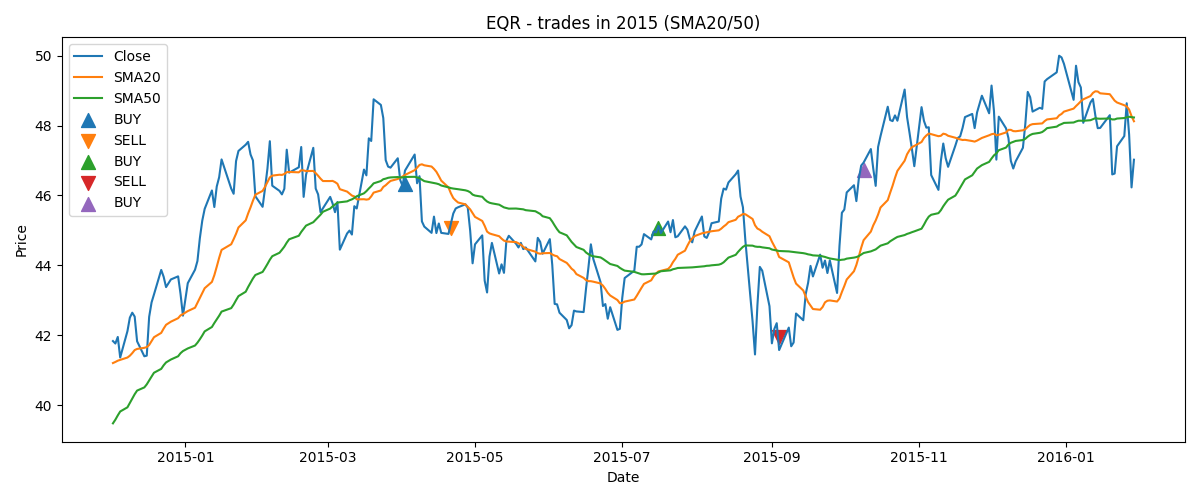 EQR - trades in 2015 (SMA20/50)
Close
SMA20
SMA50
BUY
SELL
BUY
SELL
BUY
Price
50
48
46
44
42
40
2015-01 2015-03 2015-05 2015-07 2015-09 2015-11 2016-01
Date